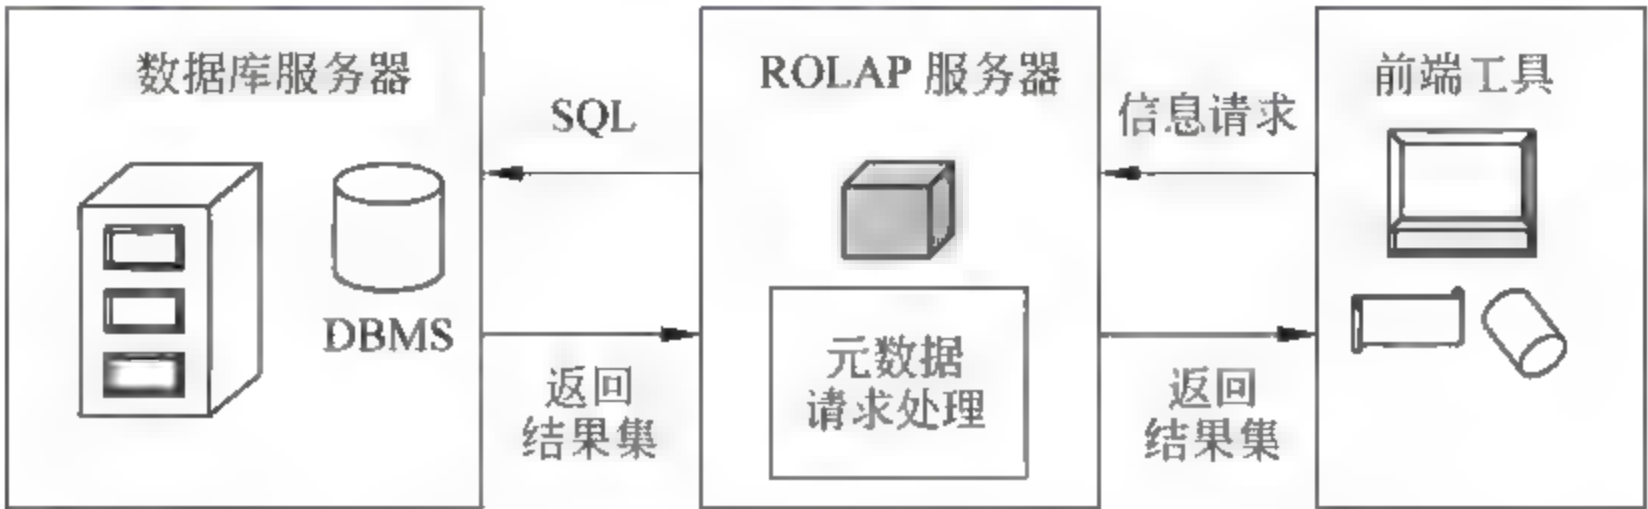 数据库服务器
DBMS
SQL
返回
结果集
ROLAP 服务器
元数据
请求处理
信息请求
返回
结果集
前端工具